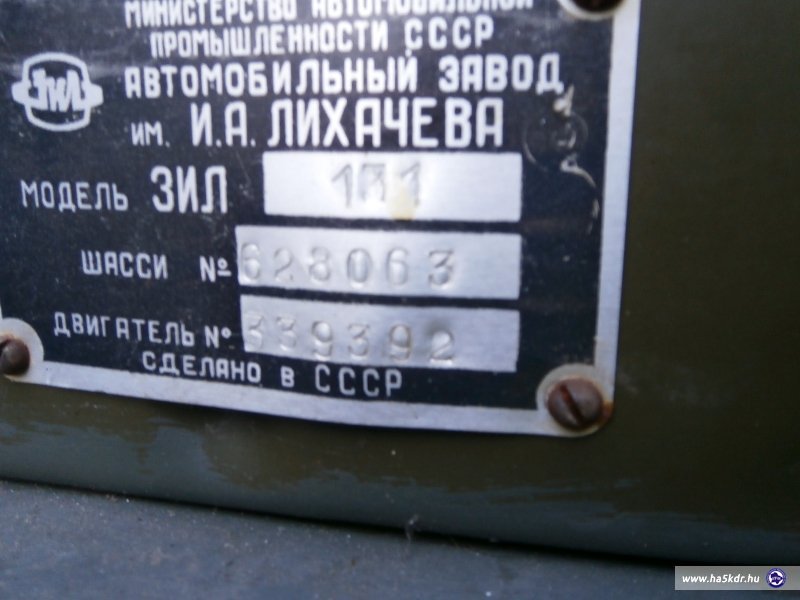 МИНИСТЕРСТВО АВТОМОБИЛЬНОЙ
ПРОМЫШЛЕННОСТИ СССР
ЗИЛ АВТОМОБИЛЬНЫЙ ЗАВОД
ИМ. И.А. ЛИХАЧЕВА
МОДЕЛЬ ЗИЛ 131
ШАССИ № 628063
ДВИГАТЕЛЬ № 339392
СДЕЛАНО В СССР
www.ha5kdr.hu